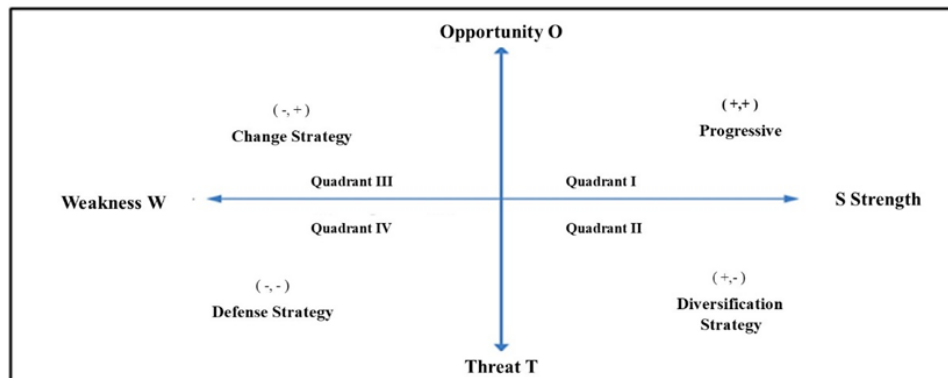 Opportunity O
( -, + )
Change Strategy
(+,+)
Progressive
Quadrant III
Quadrant I
Weakness W
S Strength
Quadrant IV
Quadrant II
( -, - )
Defense Strategy
(+,-)
Diversification
Strategy
Threat T